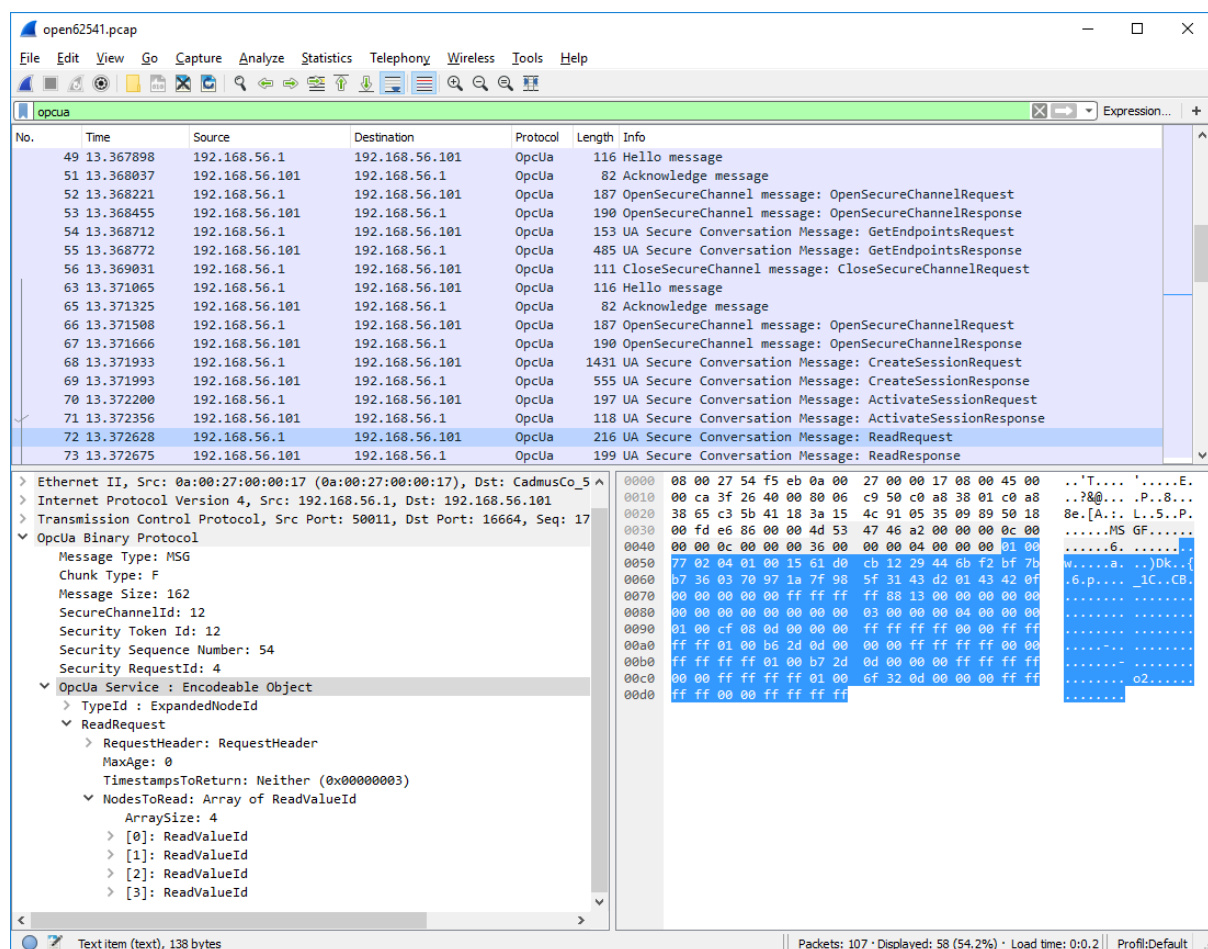 open62541.pcap
File Edit View Go Capture Analyze Statistics Telephony Wireless Tools Help
opcua Expression... +
No. Time Source Destination Protocol Length Info
49 13.367898 192.168.56.1 192.168.56.101 OpcUa 116 Hello message
51 13.368037 192.168.56.101 192.168.56.1 OpcUa 82 Acknowledge message
52 13.368221 192.168.56.1 192.168.56.101 OpcUa 187 OpenSecureChannel message: OpenSecureChannelRequest
53 13.368455 192.168.56.101 192.168.56.1 OpcUa 190 OpenSecureChannel message: OpenSecureChannelResponse
54 13.368712 192.168.56.1 192.168.56.101 OpcUa 153 UA Secure Conversation Message: GetEndpointsRequest
55 13.368772 192.168.56.101 192.168.56.1 OpcUa 485 UA Secure Conversation Message: GetEndpointsResponse
56 13.369031 192.168.56.1 192.168.56.101 OpcUa 111 CloseSecureChannel message: CloseSecureChannelRequest
63 13.371065 192.168.56.1 192.168.56.101 OpcUa 116 Hello message
65 13.371325 192.168.56.101 192.168.56.1 OpcUa 82 Acknowledge message
66 13.371508 192.168.56.1 192.168.56.101 OpcUa 187 OpenSecureChannel message: OpenSecureChannelRequest
67 13.371666 192.168.56.101 192.168.56.1 OpcUa 190 OpenSecureChannel message: OpenSecureChannelResponse
68 13.371933 192.168.56.1 192.168.56.101 OpcUa 1431 UA Secure Conversation Message: CreateSessionRequest
69 13.371993 192.168.56.101 192.168.56.1 OpcUa 555 UA Secure Conversation Message: CreateSessionResponse
70 13.372200 192.168.56.1 192.168.56.101 OpcUa 197 UA Secure Conversation Message: ActivateSessionRequest
71 13.372356 192.168.56.101 192.168.56.1 OpcUa 118 UA Secure Conversation Message: ActivateSessionResponse
72 13.372628 192.168.56.1 192.168.56.101 OpcUa 216 UA Secure Conversation Message: ReadRequest
73 13.372675 192.168.56.101 192.168.56.1 OpcUa 199 UA Secure Conversation Message: ReadResponse
Ethernet II, Src: 0a:00:27:00:00:17 (0a:00:27:00:00:17), Dst: CadmusCo_5
Internet Protocol Version 4, Src: 192.168.56.1, Dst: 192.168.56.101
Transmission Control Protocol, Src Port: 50011, Dst Port: 16664, Seq: 17
OpcUa Binary Protocol
Message Type: MSG
Chunk Type: F
Message Size: 162
SecureChannelId: 12
Security Token Id: 12
Security Sequence Number: 54
Security RequestId: 4
OpcUa Service : Encodeable Object
TypeId : ExpandedNodeId
ReadRequest
RequestHeader: RequestHeader
MaxAge: 0
TimestampsToReturn: Neither (0x00000003)
NodesToRead: Array of ReadValueId
ArraySize: 4
[0]: ReadValueId
[1]: ReadValueId
[2]: ReadValueId
[3]: ReadValueId
0000 08 00 27 54 f5 eb 0a 00 27 00 00 17 08 00 45 00 ..'T.... '.....E.
0010 00 ca 3f 26 40 00 80 06 c9 50 c0 a8 38 01 c0 a8 ..?&@... .P..8...
0020 38 65 c3 5b 41 18 3a 15 4c 91 05 35 09 89 50 18 8e.[A.:. L..5..P.
0030 00 fd e6 86 00 00 4d 53 47 46 a2 00 00 00 0c 00 ......MS GF......
0040 00 00 0c 00 00 00 36 00 00 00 04 00 00 00 01 00 ......6. ........
0050 77 02 04 01 00 15 61 d0 cb 12 29 44 6b f2 bf 7b w.....a. ..)Dk..{
0060 b7 36 03 70 97 1a 7f 98 5f 31 43 d2 01 43 42 0f .6.p.... _1C..CB.
0070 00 00 00 00 00 ff ff ff ff 88 13 00 00 00 00 00 ........ ........
0080 00 00 00 00 00 00 00 00 03 00 00 00 04 00 00 00 ........ ........
0090 01 00 cf 08 0d 00 00 00 ff ff ff ff 00 00 ff ff ........ ........
00a0 ff ff 01 00 b6 2d 0d 00 00 00 ff ff ff ff 00 00 .....-.. ........
00b0 ff ff ff ff 01 00 b7 2d 0d 00 00 00 ff ff ff ff .......- ........
00c0 00 00 ff ff ff ff 01 00 6f 32 0d 00 00 00 ff ff ........ o2......
00d0 ff ff 00 00 ff ff ff ff ........
Text item (text), 138 bytes Packets: 107 · Displayed: 58 (54.2%) · Load time: 0:0.2 Profil:Default